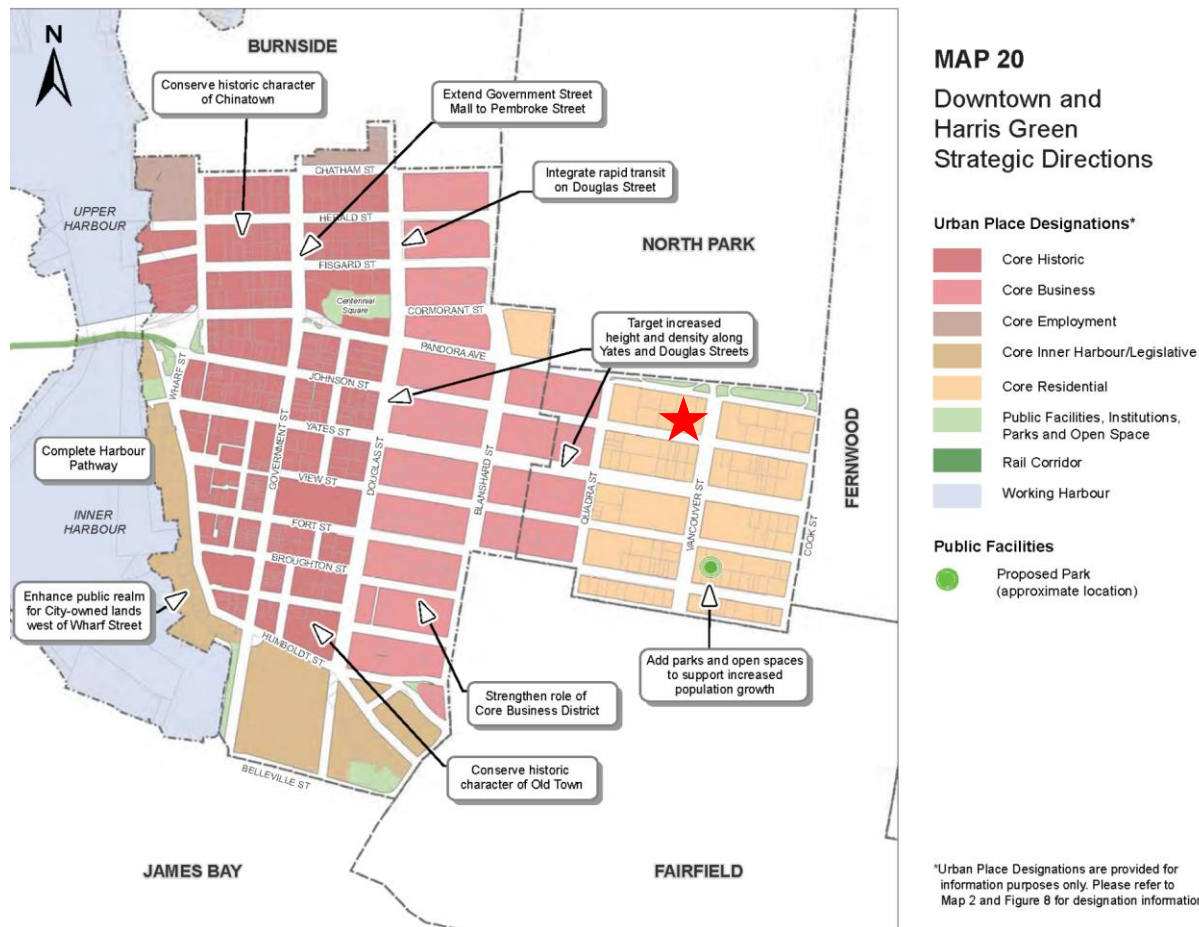 N
BURNSIDE
Conserve historic character
of Chinatown
Extend Government Street
Mall to Pembroke Street
Integrate rapid transit
on Douglas Street
CHATHAM ST
UPPER
HARBOUR
HERALD ST
NORTH PARK
FISGARD ST
Centennial
Square
CORMORANT ST
Target increased
height and density along
Yates and Douglas Streets
PANDORA AVE
WHARF ST
JOHNSON ST
YATES ST
FERNWOOD
Complete Harbour
Pathway
GOVERNMENT ST
DOUGLAS ST
BLANSHARD ST
QUADRA ST
VANCOUVER ST
COOK ST
VIEW ST
INNER
HARBOUR
FORT ST
BROUGHTON ST
Enhance public realm
for City-owned lands
west of Wharf Street
HUMBOLDT ST
Add parks and open spaces
to support increased
population growth
Strengthen role of
Core Business District
Conserve historic
character of Old Town
BELLEVILLE ST
JAMES BAY
FAIRFIELD
MAP 20
Downtown and
Harris Green
Strategic Directions
Urban Place Designations*
Core Historic
Core Business
Core Employment
Core Inner Harbour/Legislative
Core Residential
Public Facilities, Institutions,
Parks and Open Space
Rail Corridor
Working Harbour
Public Facilities
Proposed Park
(approximate location)
*Urban Place Designations are provided for
information purposes only. Please refer to
Map 2 and Figure 8 for designation information